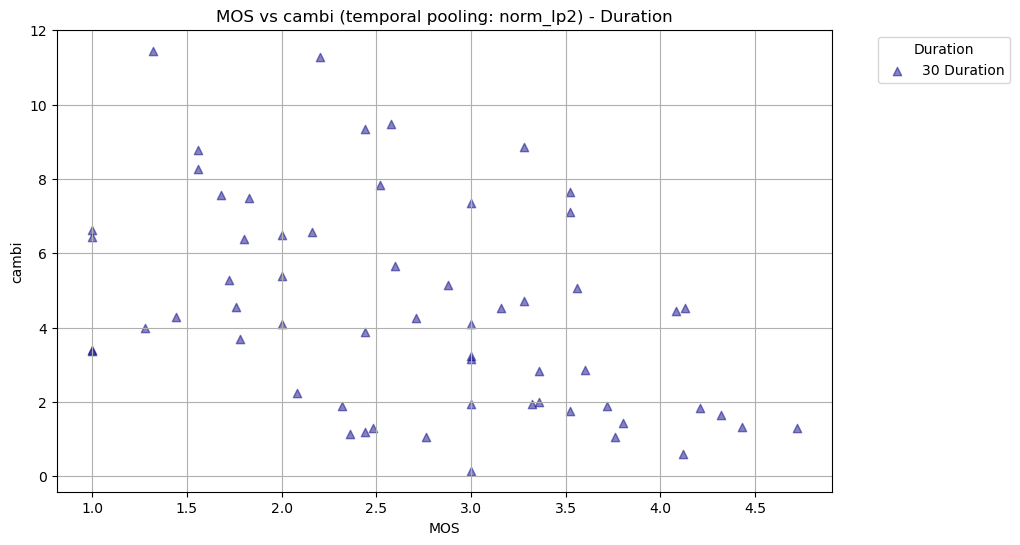 MOS vs cambi (temporal pooling: norm_lp2) - Duration
Duration
30 Duration
cambi
12
10
8
6
4
2
0
1.0 1.5 2.0 2.5 3.0 3.5 4.0 4.5
MOS